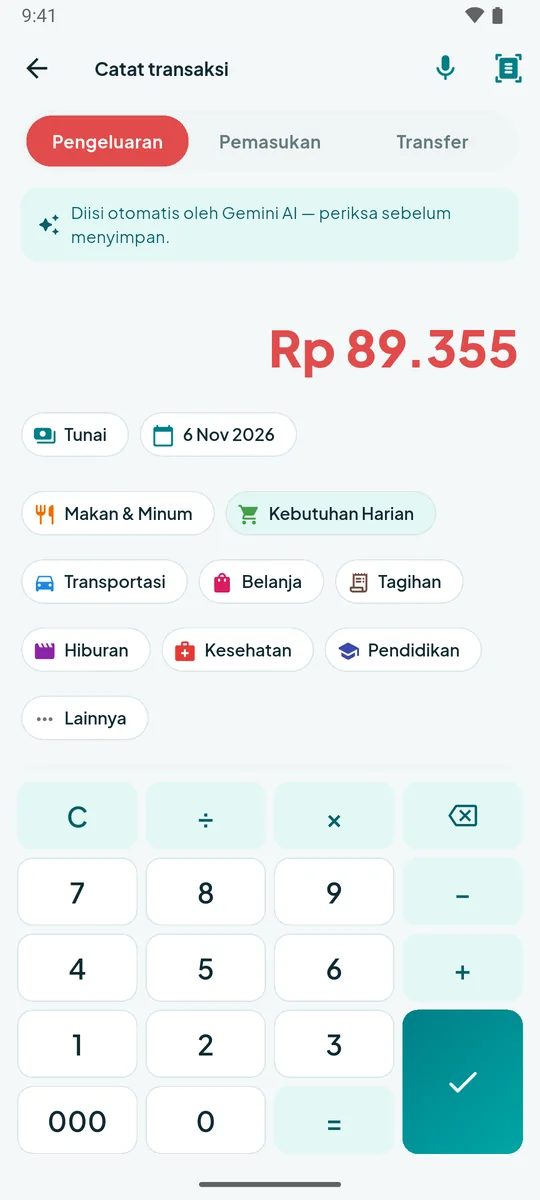 9:41
Catat transaksi
Pengeluaran Pemasukan Transfer
Diisi otomatis oleh Gemini AI — periksa sebelum
menyimpan.
Rp 89.355
Tunai 6 Nov 2026
Makan & Minum Kebutuhan Harian
Transportasi Belanja Tagihan
Hiburan Kesehatan Pendidikan
Lainnya
C ÷ ×
7 8 9 −
4 5 6 +
1 2 3
000 0 =